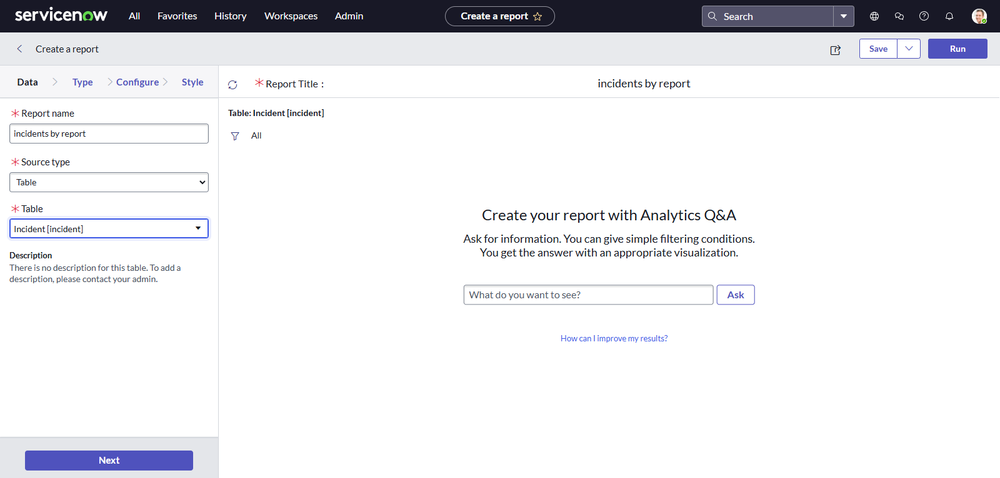 servicenow All Favorites History Workspaces Admin Create a report Search
Create a report Save Run
Data Type Configure Style
Report Title : incidents by report
Report name
incidents by report
Source type
Table
Table
Incident [incident]
Description
There is no description for this table. To add a
description, please contact your admin.
Next
Table: Incident [incident]
All
Create your report with Analytics Q&A
Ask for information. You can give simple filtering conditions.
You get the answer with an appropriate visualization.
What do you want to see? Ask
How can I improve my results?